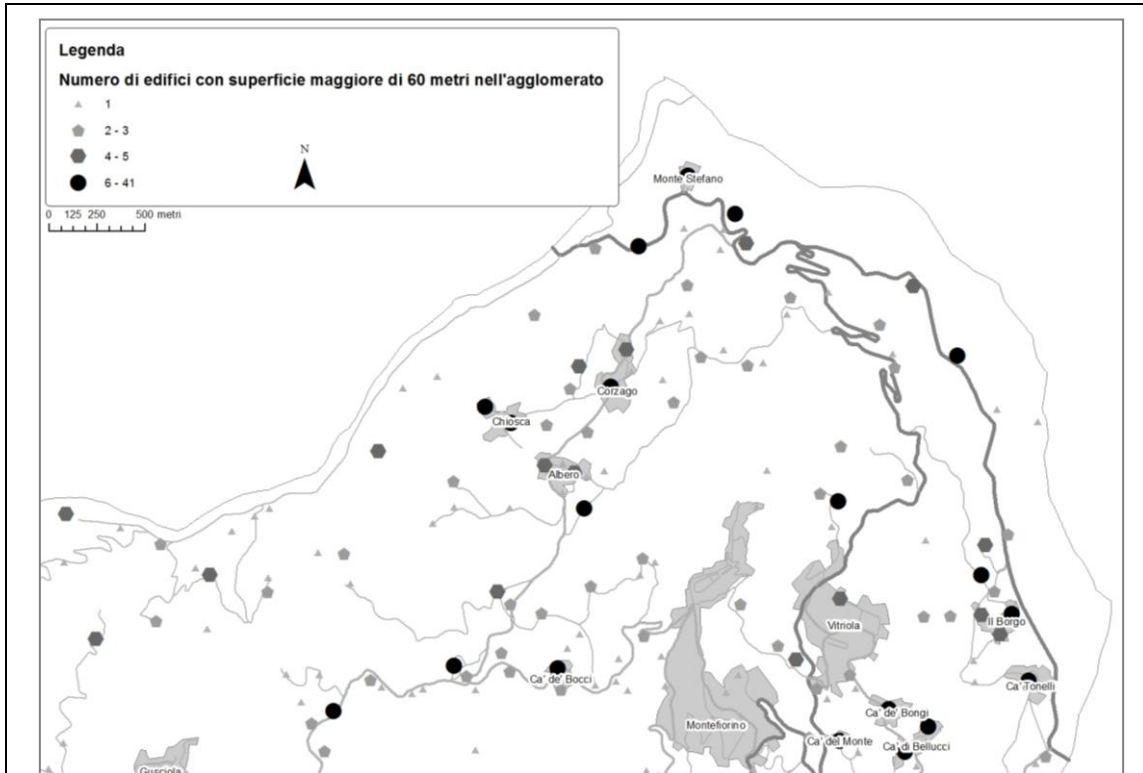 Legenda
Numero di edifici con superficie maggiore di 60 metri nell'agglomerato
1
2 - 3
4 - 5
6 - 41
N
0 125 250 500 metri
Monte Stefano
Corzago
Chiosca
Albero
Vitriola
Il Borgo
Ca' de' Bocci
Ca' Tonelli
Ca' de' Bongi
Montefiorino
Ca' del Monte
Ca' di Bellucci
Gusciola